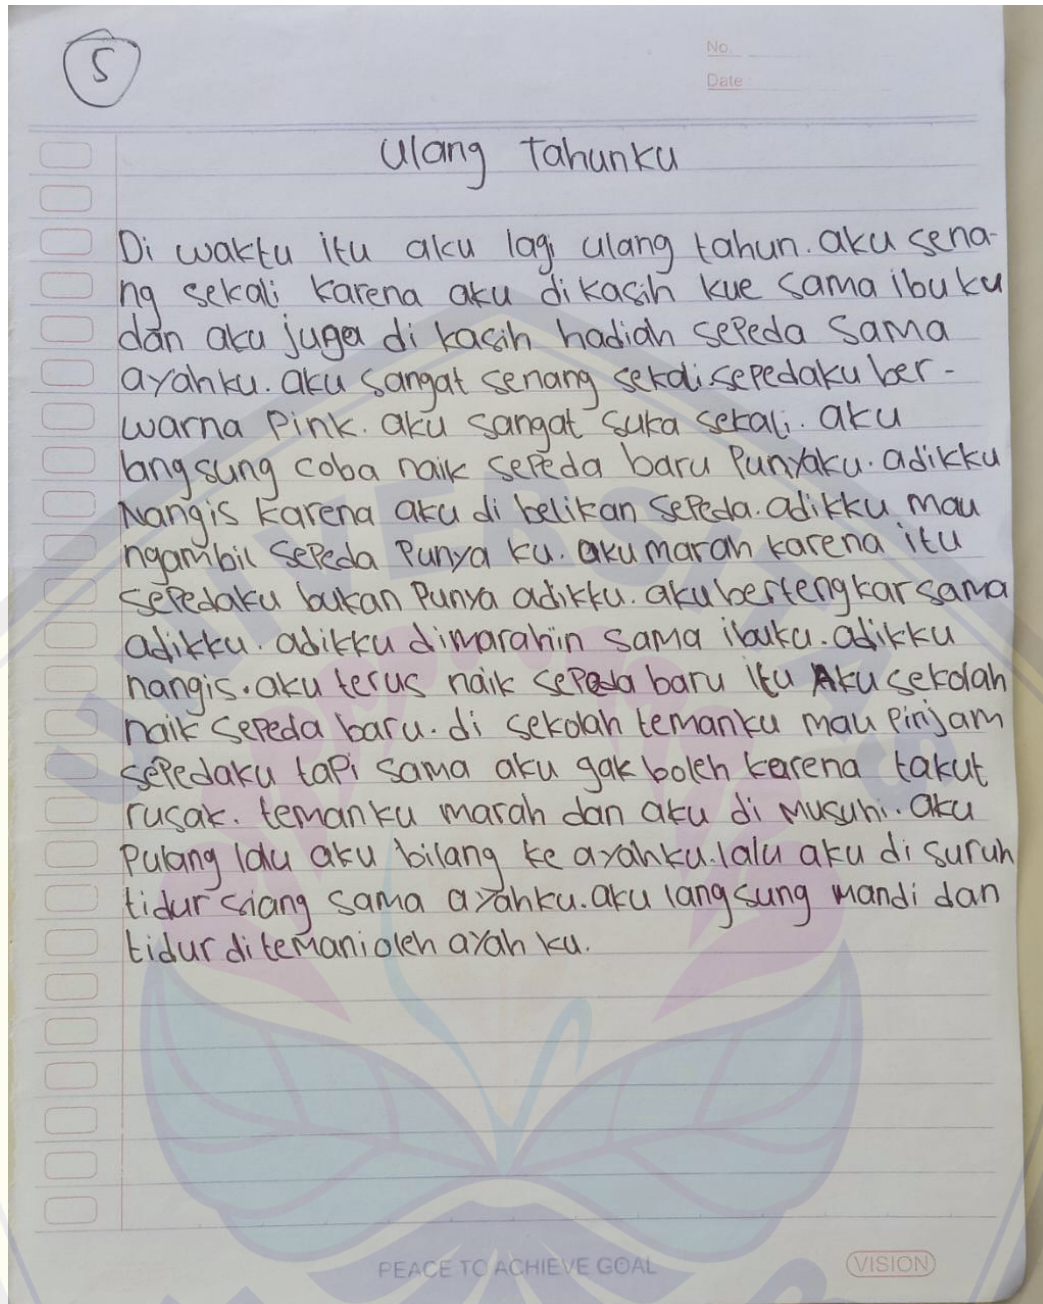 5
No.
Date
Ulang tahunku
Di waktu itu aku lagi ulang tahun. aku sena-
ng sekali karena aku di kasih kue sama ibu ku
dan aku juga di kasih hadiah sepeda sama
ayahku. aku sangat senang sekali. sepedaku ber-
warna pink. aku sangat suka sekali. aku
langsung coba naik sepeda baru punyaku. adikku
Nangis karena aku di belikan sepeda. adikku mau
ngambil sepeda punya ku. aku marah karena itu
sepedaku bukan punya adikku. aku bertengkar sama
adikku. adikku dimarahin sama ibuku. adikku
nangis. aku terus naik sepeda baru itu Aku sekolah
naik sepeda baru. di sekolah temanku mau pinjam
sepedaku tapi sama aku gak boleh karena takut
rusak. temanku marah dan aku di musuhi. aku
pulang lalu aku bilang ke ayahku. lalu aku di suruh
tidur siang sama ayahku. aku langsung mandi dan
tidur di temani oleh ayah ku.
UNIVERSITAS
PEACE TO ACHIEVE GOAL
VISION